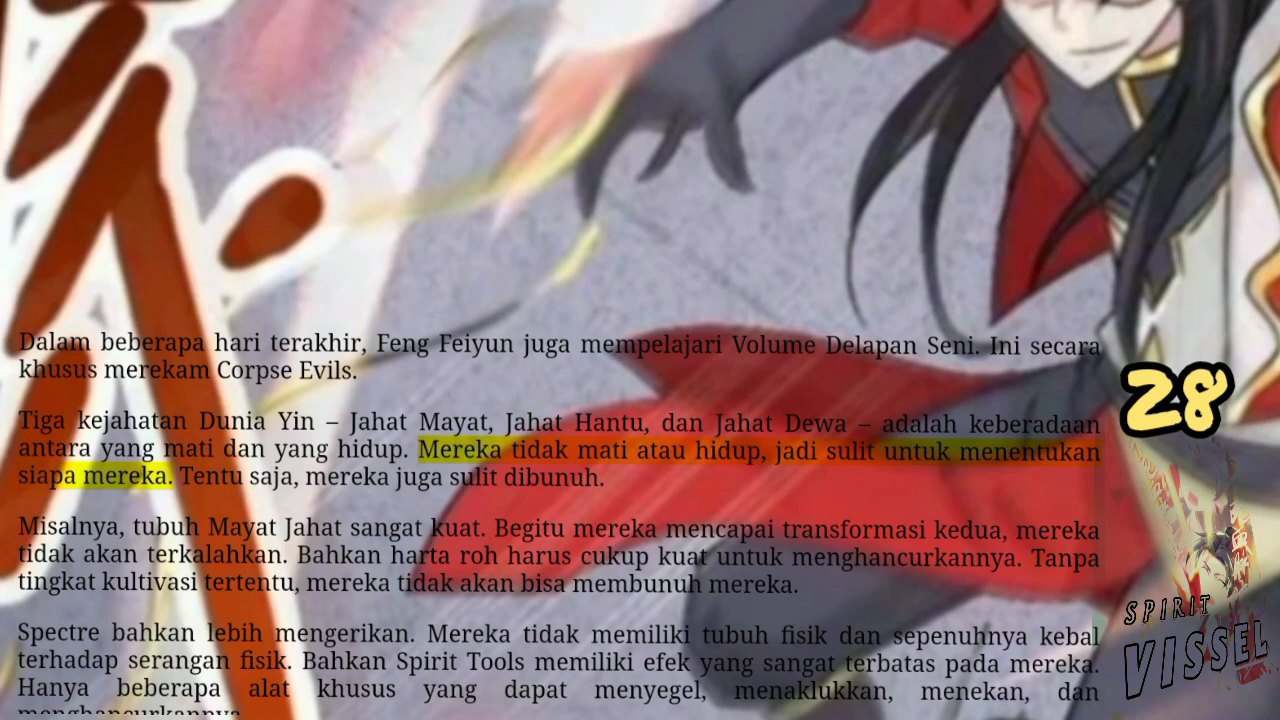 Dalam beberapa hari terakhir, Feng Feiyun juga mempelajari Volume Delapan Seni. Ini secara
khusus merekam Corpse Evils.
Tiga kejahatan Dunia Yin – Jahat Mayat, Jahat Hantu, dan Jahat Dewa – adalah keberadaan
antara yang mati dan yang hidup. Mereka tidak mati atau hidup, jadi sulit untuk menentukan
siapa mereka. Tentu saja, mereka juga sulit dibunuh.
Misalnya, tubuh Mayat Jahat sangat kuat. Begitu mereka mencapai transformasi kedua, mereka
tidak akan terkalahkan. Bahkan harta roh harus cukup kuat untuk menghancurkannya. Tanpa
tingkat kultivasi tertentu, mereka tidak akan bisa membunuh mereka.
Spectre bahkan lebih mengerikan. Mereka tidak memiliki tubuh fisik dan sepenuhnya kebal
terhadap serangan fisik. Bahkan Spirit Tools memiliki efek yang sangat terbatas pada mereka.
Hanya beberapa alat khusus yang dapat menyegel, menaklukkan, menekan, dan
menghancurkannya.
28
SPIRIT
VISSEL